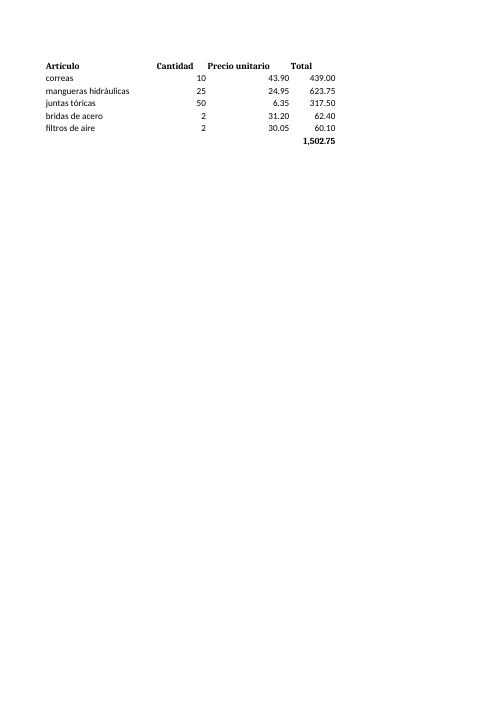 Artículo Cantidad Precio unitario Total
correas 10 43.90 439.00
mangueras hidráulicas 25 24.95 623.75
juntas tóricas 50 6.35 317.50
bridas de acero 2 31.20 62.40
filtros de aire 2 30.05 60.10
1,502.75